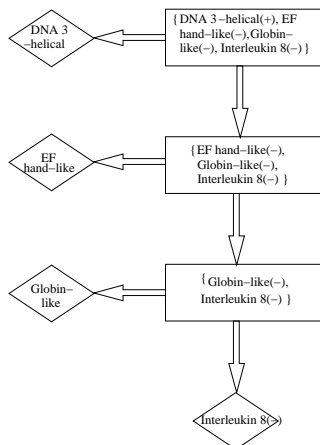 DNA 3
–helical
{DNA 3–helical(+), EF
hand–like(–),Globin–
like(–), Interleukin 8(–) }
EF
hand–like
{EF hand–like(–),
Globin–like(–),
Interleukin 8(–) }
Globin–
like
{Globin–like(–),
Interleukin 8(–) }
Interleukin 8(–)